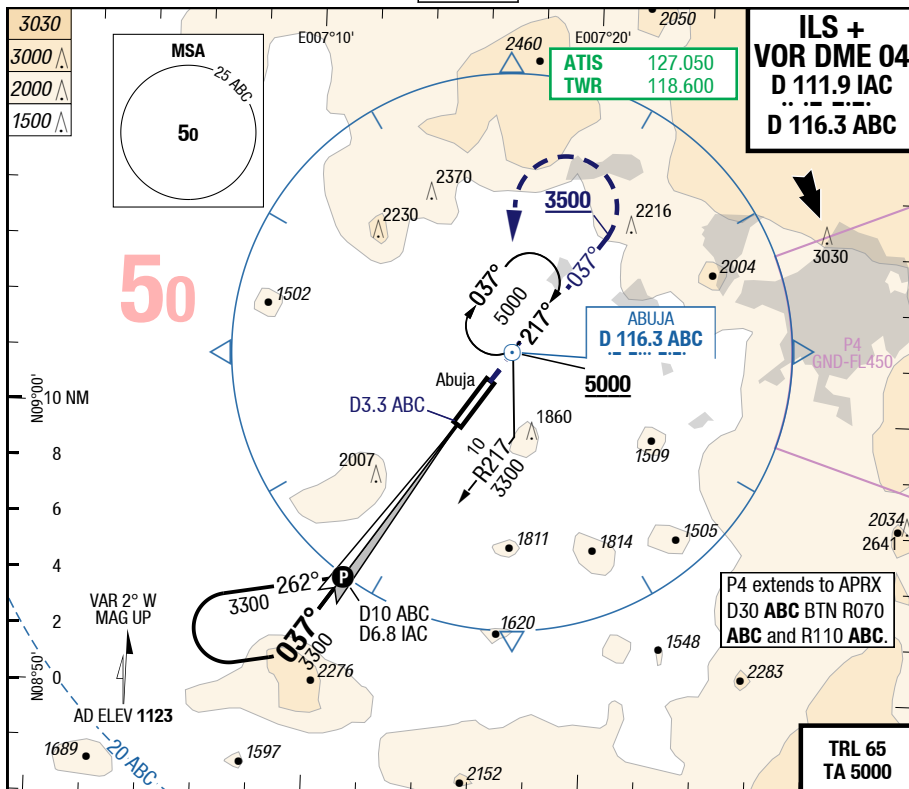 3030
3000
2000
1500
MSA
25 ABC
50
E007°10'
2460
E007°20'
2050
ATIS 127.050
TWR 118.600
ILS +
VOR DME 04
D 111.9 IAC
D 116.3 ABC
2370
2230
3500
2216
037°
3030
2004
50
1502
037°
5000
217°
ABUJA
D 116.3 ABC
P4
GND-FL450
5000
Abuja
N09°00'
10 NM
D3.3 ABC
8
1860
10
R217
3300
1509
2007
6
4
1811
1814
1505
2034
2641
P
262°
3300
D10 ABC
D6.8 IAC
P4 extends to APRX
D30 ABC BTN R070
ABC and R110 ABC.
VAR 2° W
MAG UP
2
037°
3300
1620
1548
2276
2283
N08°50'
0
AD ELEV 1123
20 ABC
1689
1597
2152
TRL 65
TA 5000